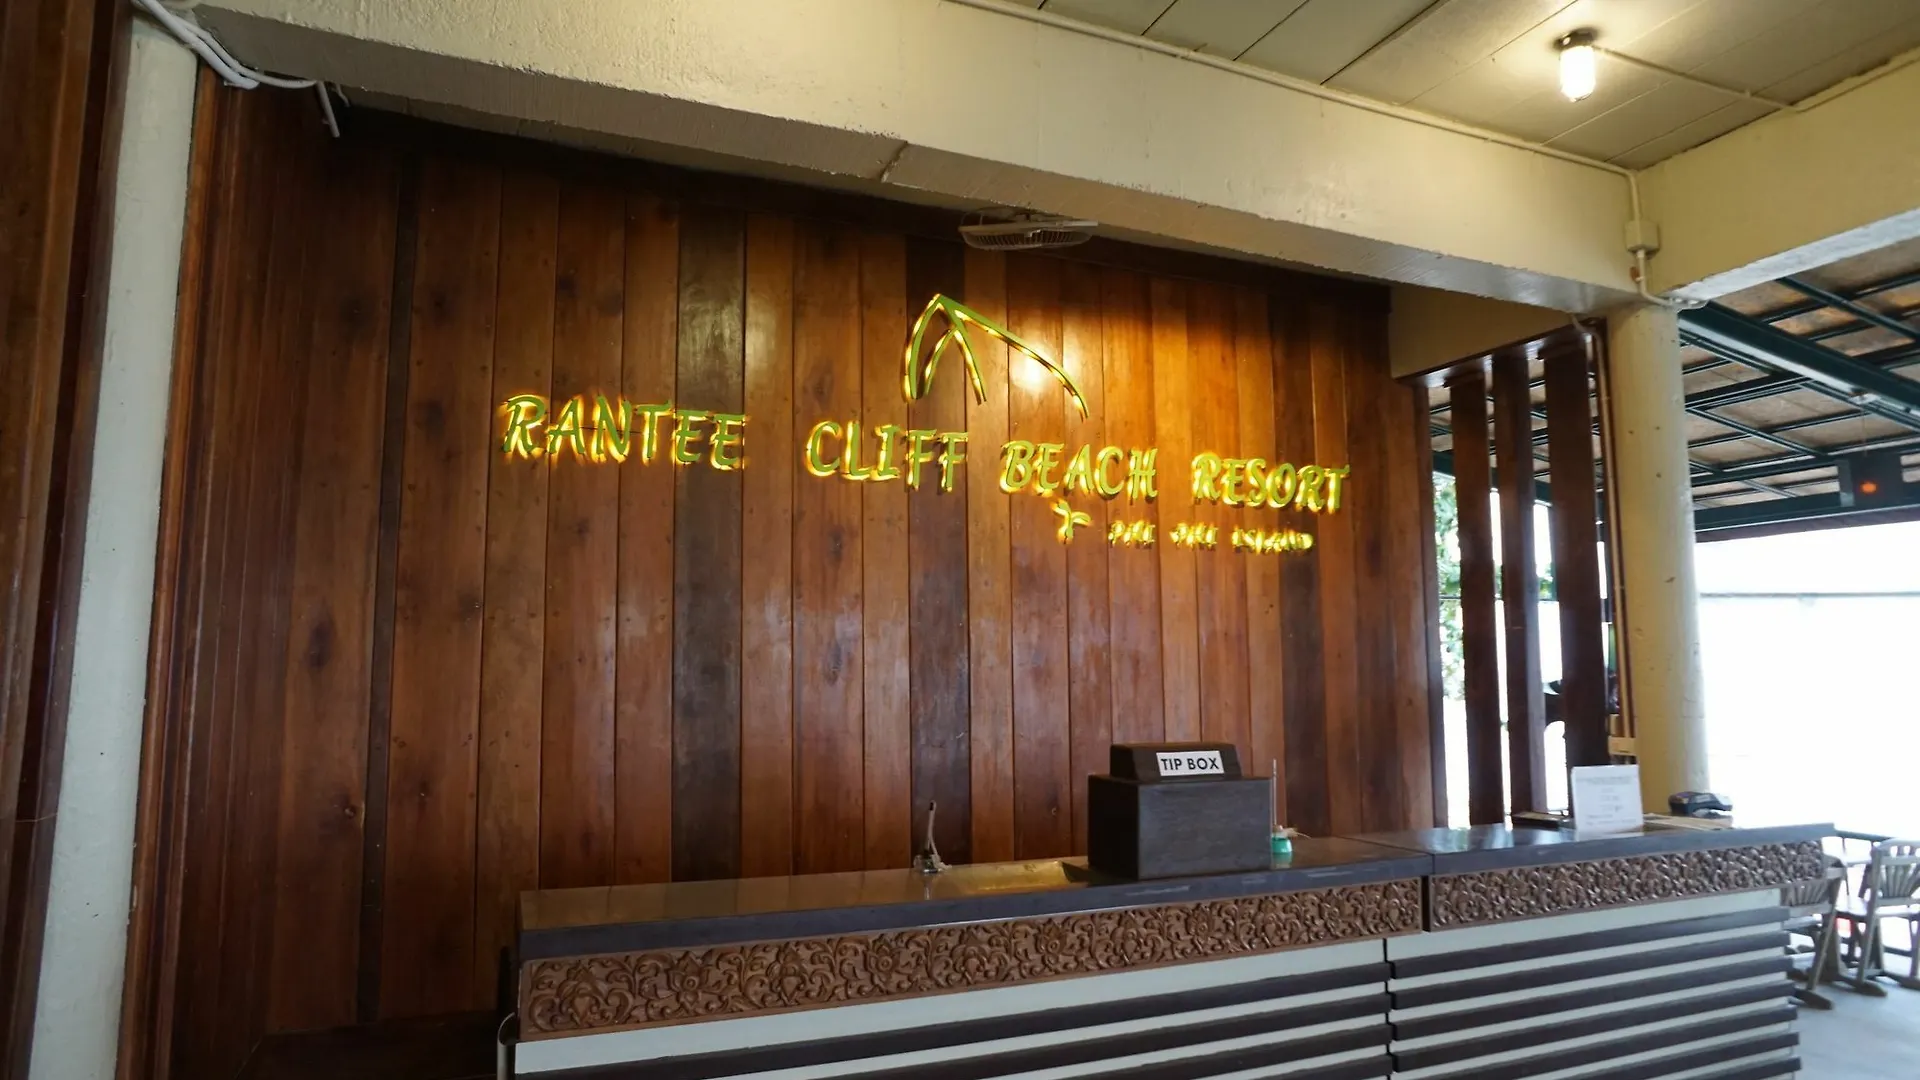 RANTEE CLIFF BEACH RESORT
PHI PHI ISLAND
TIP BOX